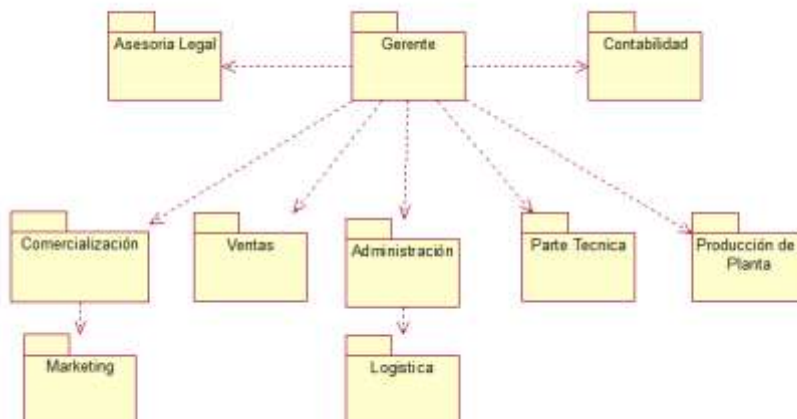 Asesoria Legal
Gerente
Contabilidad
Comercialización
Ventas
Administración
Parte Tecnica
Producción de
Planta
Marketing
Logistica